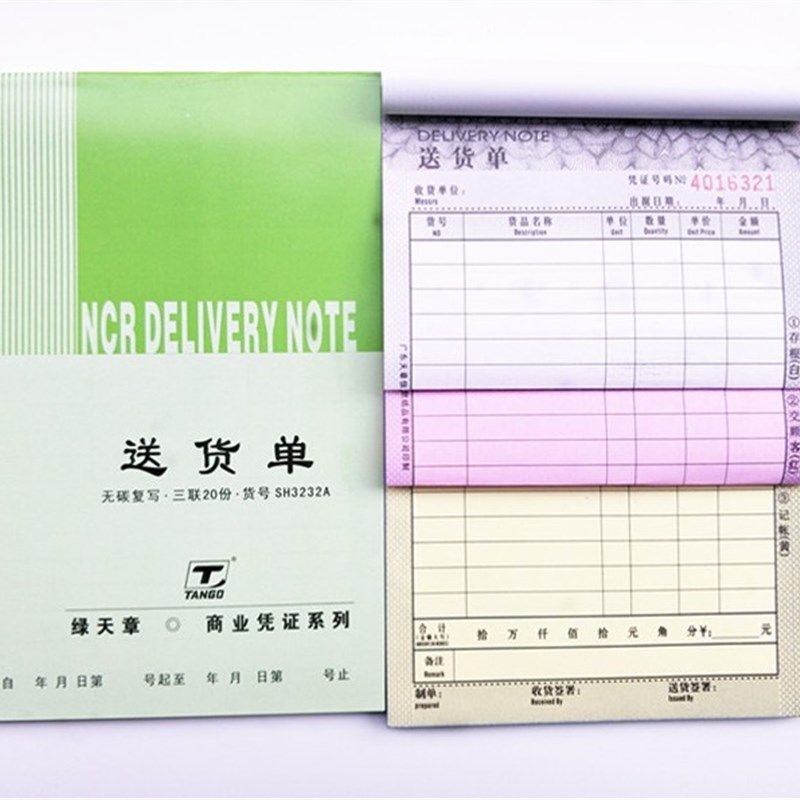 NCR DELIVERY NOTE
送货单
无碳复写·三联20份·货号 SH3232A
TANGO
绿天章 ◎ 商业凭证系列
自 年 月 日第 号起至 年 月 日第 号止
DELIVERY NOTE
送货单
凭证号码№ 4016321
收货单位:
Messrs
出据日期: 年 月 日
货号 货品名称 单位 数量 单价 金额
NO Description Unit Quantity Unit Price Amount
①存根(白)
②交顾客(红)
③记帐(黄)
合计 拾 万 仟 佰 拾 元 角 分¥: 元
备注
Remark
制单: 收货签署: 送货签署:
prepared Received By Issued By